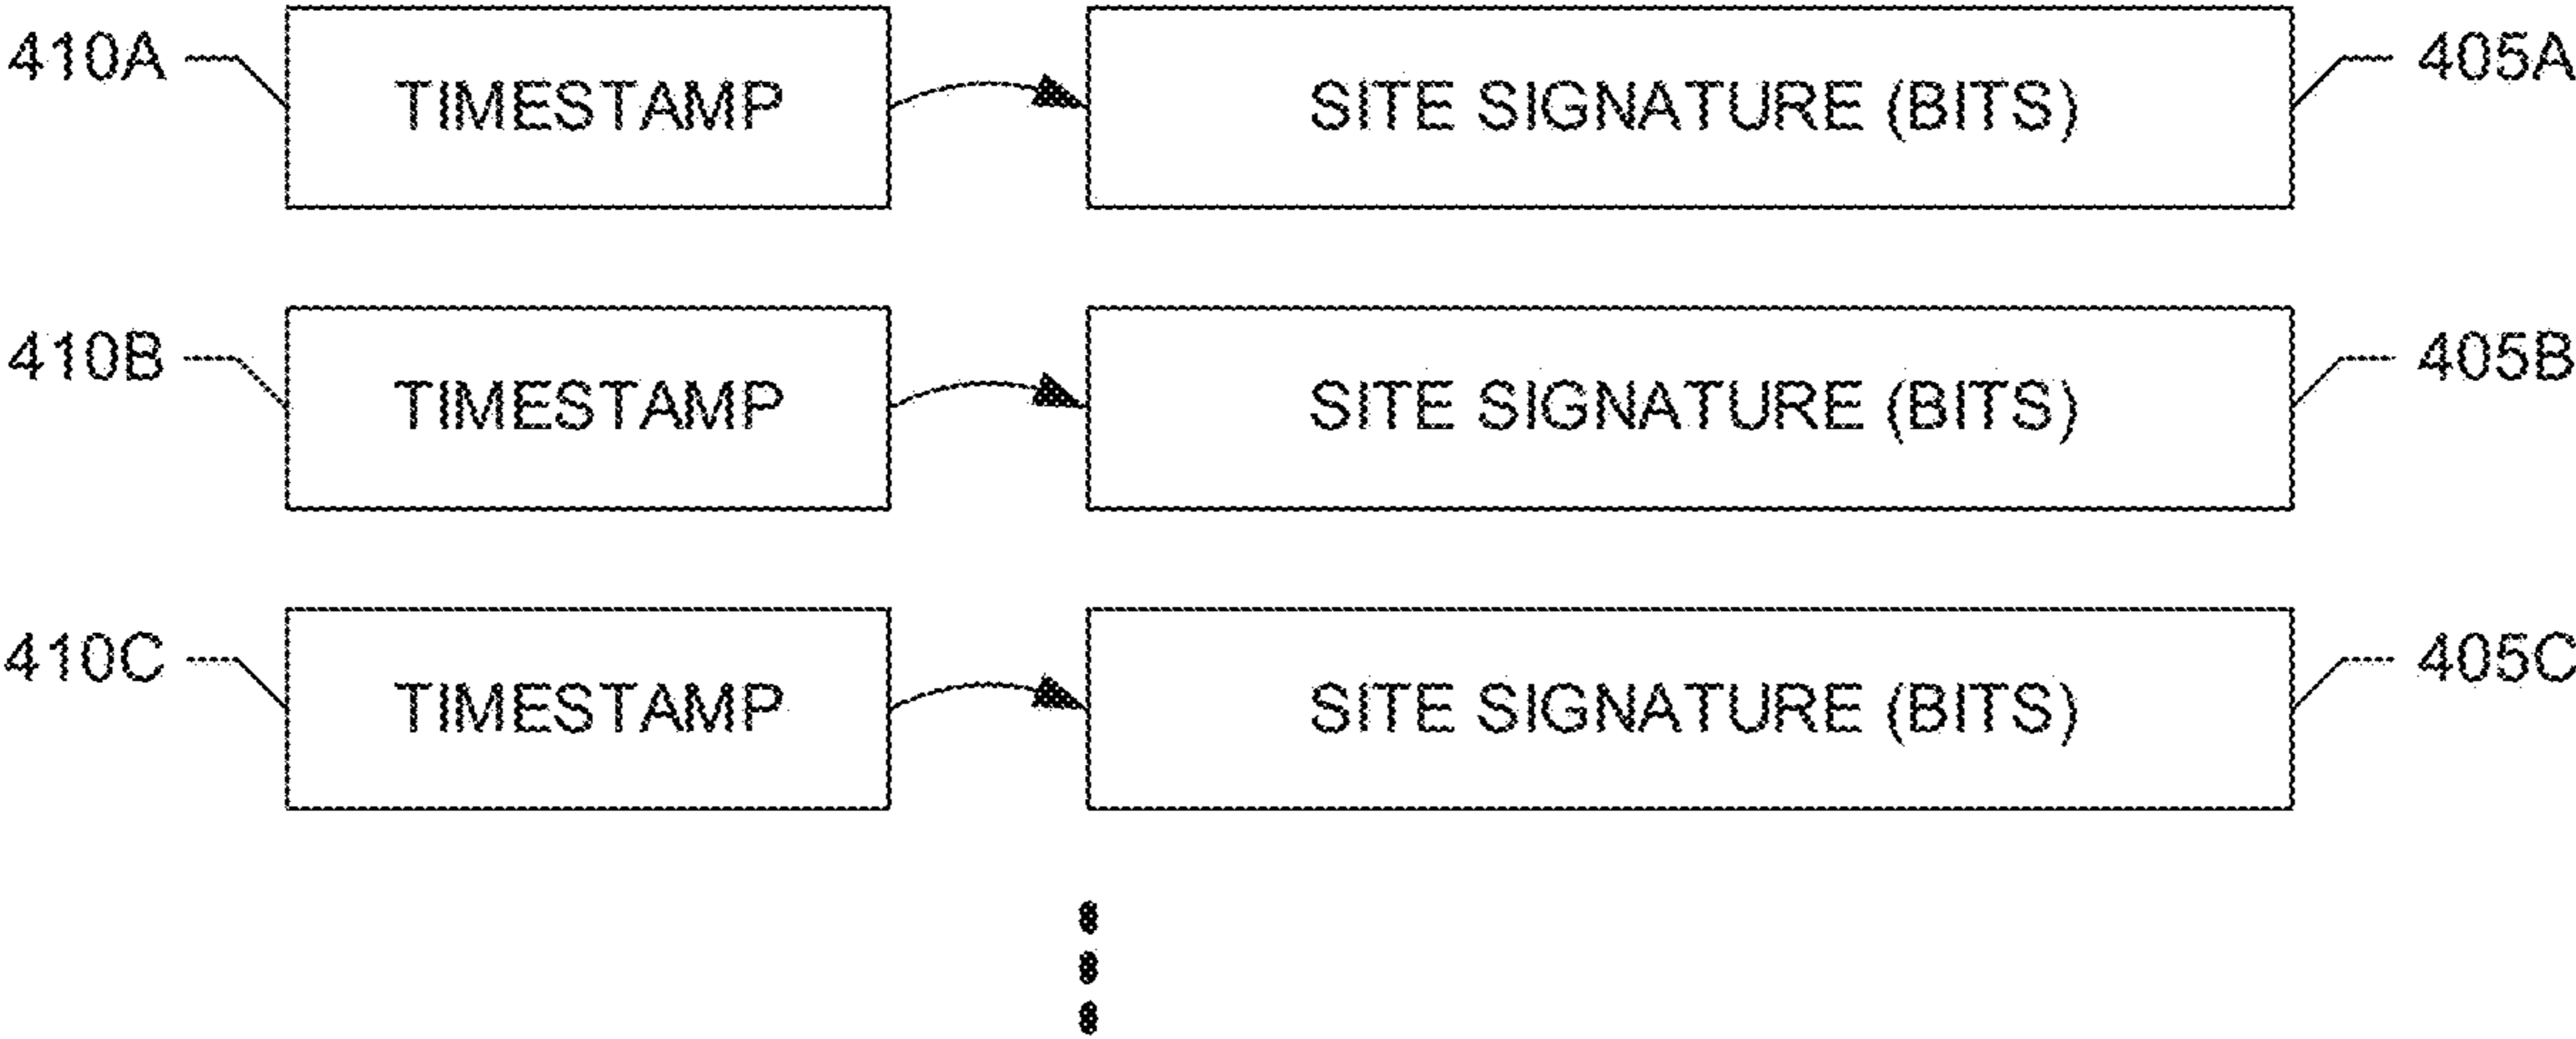 410A TIMESTAMP SITE SIGNATURE (BITS) 405A
410B TIMESTAMP SITE SIGNATURE (BITS) 405B
410C TIMESTAMP SITE SIGNATURE (BITS) 405C